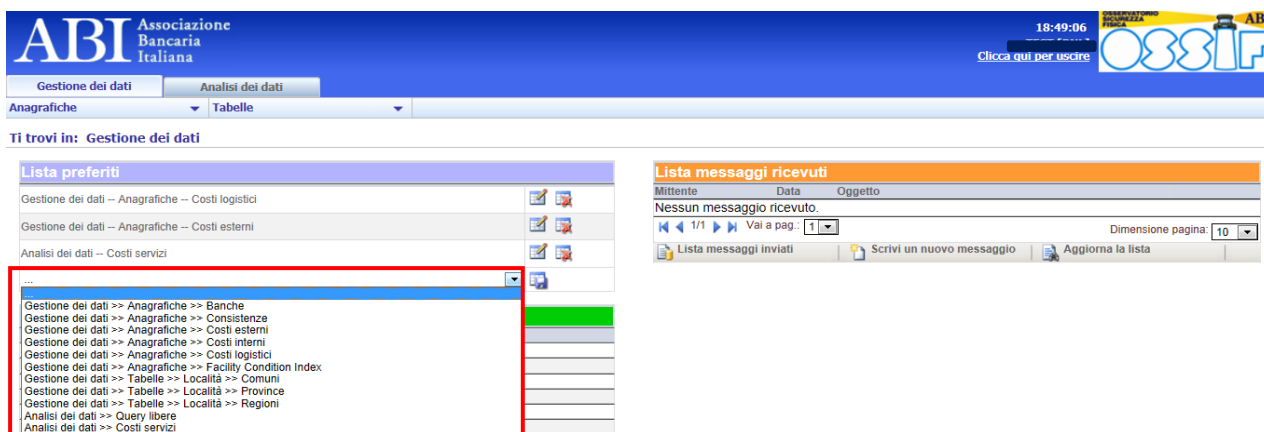 ABI Associazione Bancaria Italiana
18:49:06
Clicca qui per uscire
OSSERVATORIO SICUREZZA FISICA
AB
OSSIF
Gestione dei dati
Analisi dei dati
Anagrafiche
Tabelle
Ti trovi in: Gestione dei dati
Lista preferiti
Gestione dei dati -- Anagrafiche -- Costi logistici
Gestione dei dati -- Anagrafiche -- Costi esterni
Analisi dei dati -- Costi servizi
...
...
Gestione dei dati >> Anagrafiche >> Banche
Gestione dei dati >> Anagrafiche >> Consistenze
Gestione dei dati >> Anagrafiche >> Costi esterni
Gestione dei dati >> Anagrafiche >> Costi interni
Gestione dei dati >> Anagrafiche >> Costi logistici
Gestione dei dati >> Anagrafiche >> Facility Condition Index
Gestione dei dati >> Tabelle >> Località >> Comuni
Gestione dei dati >> Tabelle >> Località >> Province
Gestione dei dati >> Tabelle >> Località >> Regioni
Analisi dei dati >> Query libere
Analisi dei dati >> Costi servizi
Lista messaggi ricevuti
Mittente Data Oggetto
Nessun messaggio ricevuto.
1/1 Vai a pag.: 1
Dimensione pagina: 10
Lista messaggi inviati
Scrivi un nuovo messaggio
Aggiorna la lista